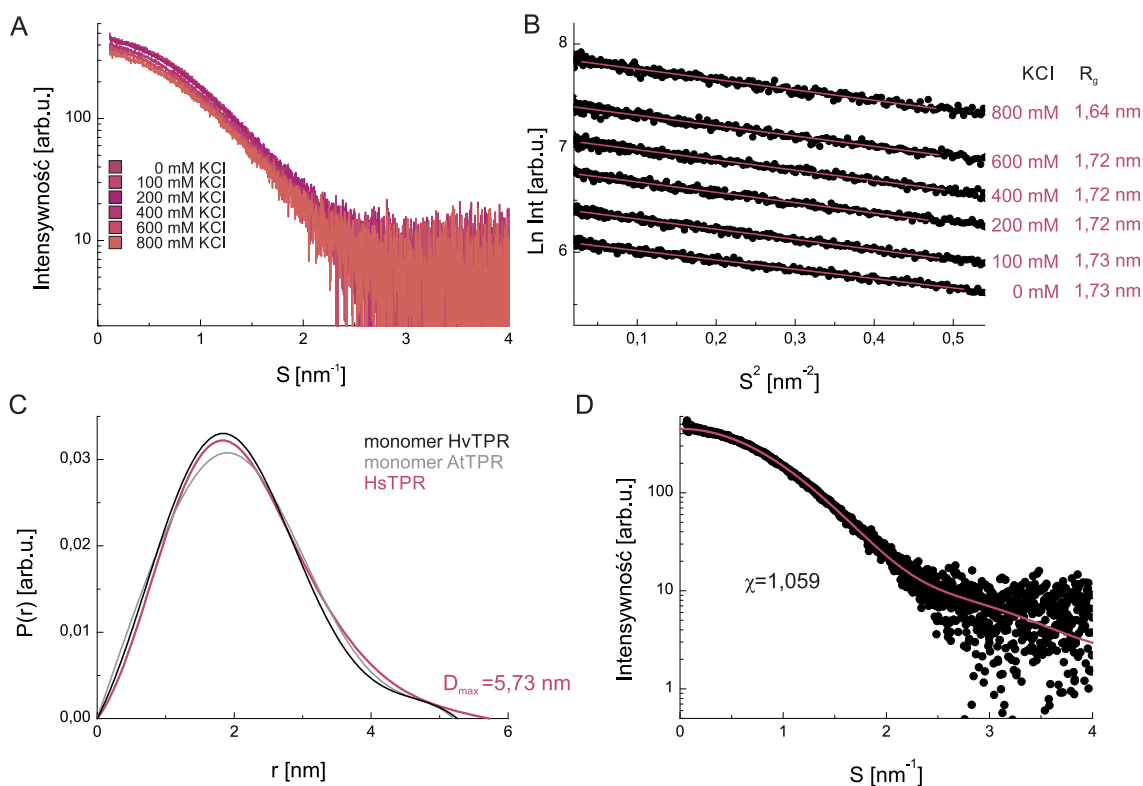 A
Intensywność [arb.u.]
100
10
0 mM KCl
100 mM KCl
200 mM KCl
400 mM KCl
600 mM KCl
800 mM KCl
0 1 2 3 4
S [nm⁻¹]
B
Ln Int [arb.u.]
8
7
6
0,1 0,2 0,3 0,4 0,5
S² [nm⁻²]
KCl Rg
800 mM 1,64 nm
600 mM 1,72 nm
400 mM 1,72 nm
200 mM 1,72 nm
100 mM 1,73 nm
0 mM 1,73 nm
C
P(r) [arb.u.]
0,03
0,02
0,01
0,00
monomer HvTPR
monomer AtTPR
HsTPR
Dmax=5,73 nm
0 2 4 6
r [nm]
D
Intensywność [arb.u.]
100
10
1
χ=1,059
0 1 2 3 4
S [nm⁻¹]